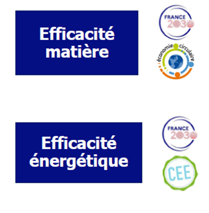 Efficacité
matière
FRANCE
2030
économie circulaire
Efficacité
énergétique
FRANCE
2030
CEE